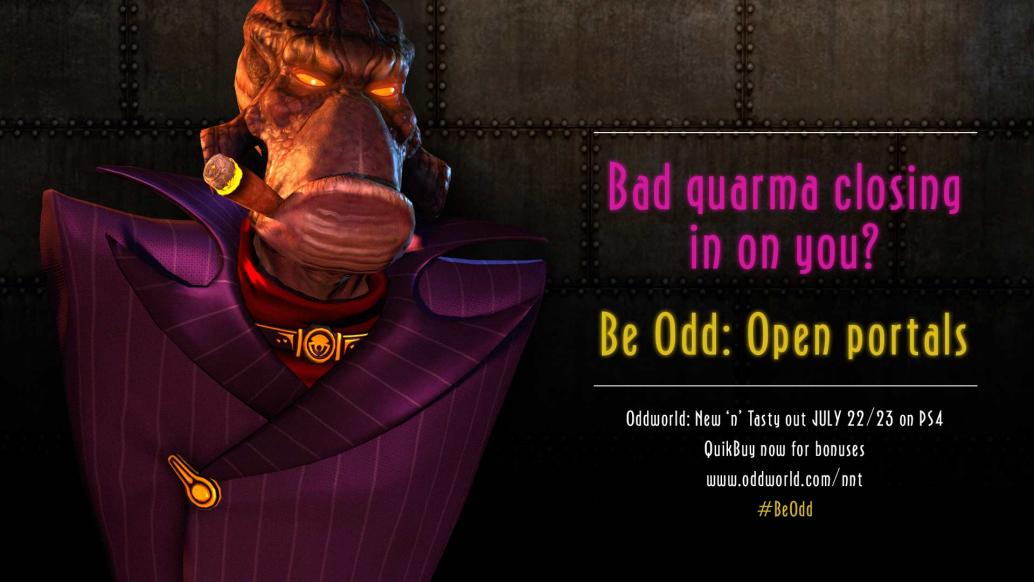 Bad quarma closing
in on you?
Be Odd: Open portals
Oddworld: New 'n' Tasty out JULY 22/23 on PS4
QuikBuy now for bonuses
www.oddworld.com/nnt
#BeOdd